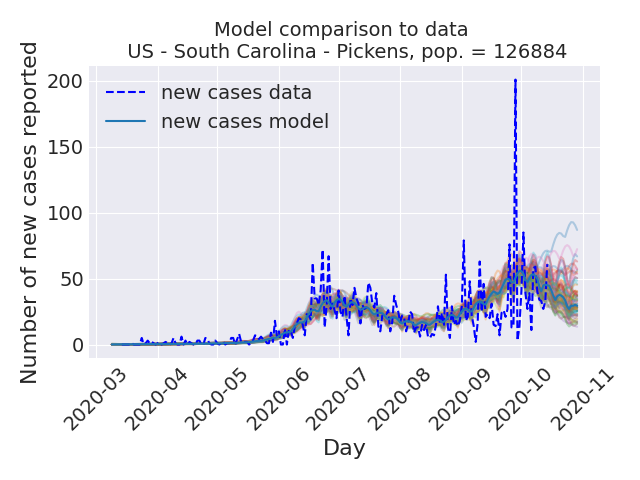 Model comparison to data
US - South Carolina - Pickens, pop. = 126884
Number of new cases reported
200
150
100
50
0
new cases data
new cases model
2020-03
2020-04
2020-05
2020-06
2020-07
2020-08
2020-09
2020-10
2020-11
Day